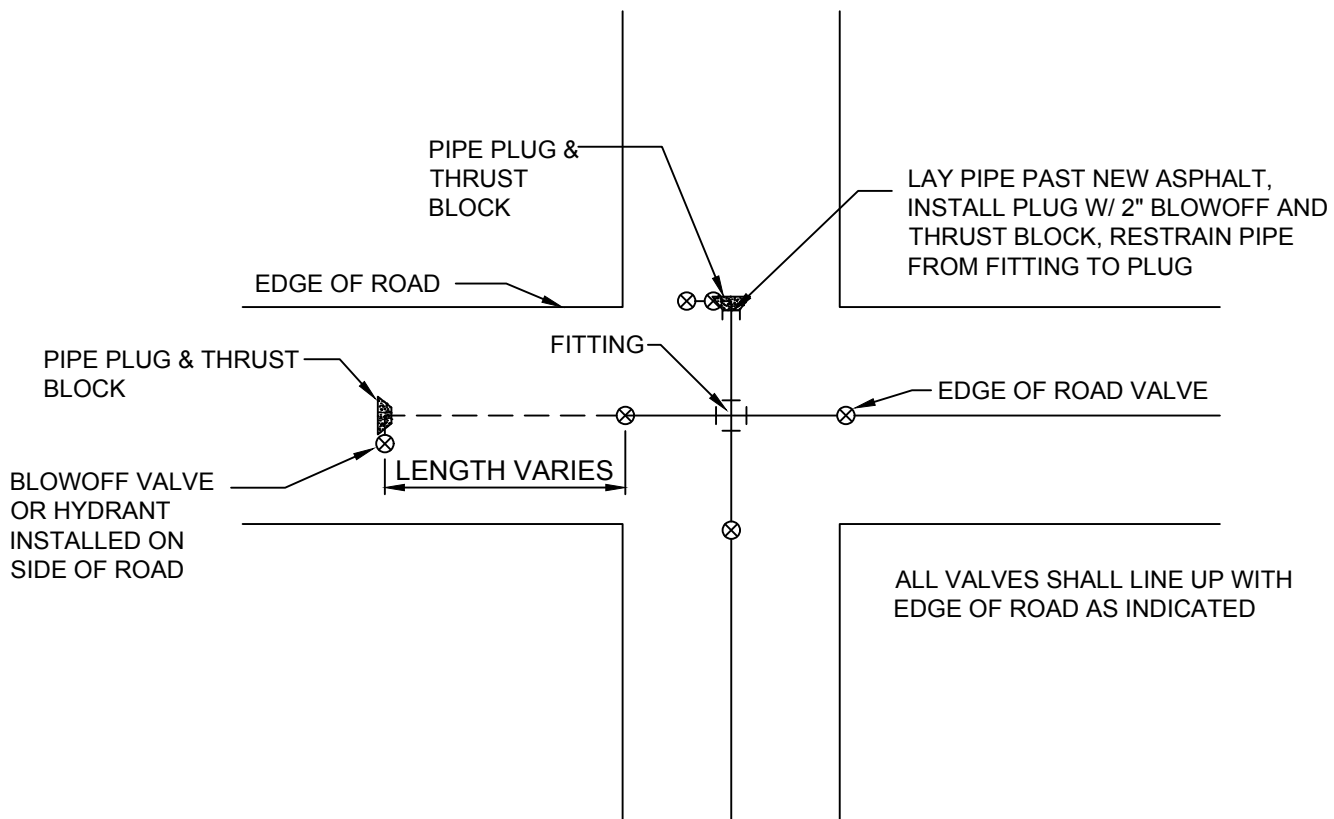 PIPE PLUG &
THRUST
BLOCK
LAY PIPE PAST NEW ASPHALT,
INSTALL PLUG W/ 2" BLOWOFF AND
THRUST BLOCK, RESTRAIN PIPE
FROM FITTING TO PLUG
EDGE OF ROAD
FITTING
PIPE PLUG & THRUST
BLOCK
EDGE OF ROAD VALVE
LENGTH VARIES
BLOWOFF VALVE
OR HYDRANT
INSTALLED ON
SIDE OF ROAD
ALL VALVES SHALL LINE UP WITH
EDGE OF ROAD AS INDICATED